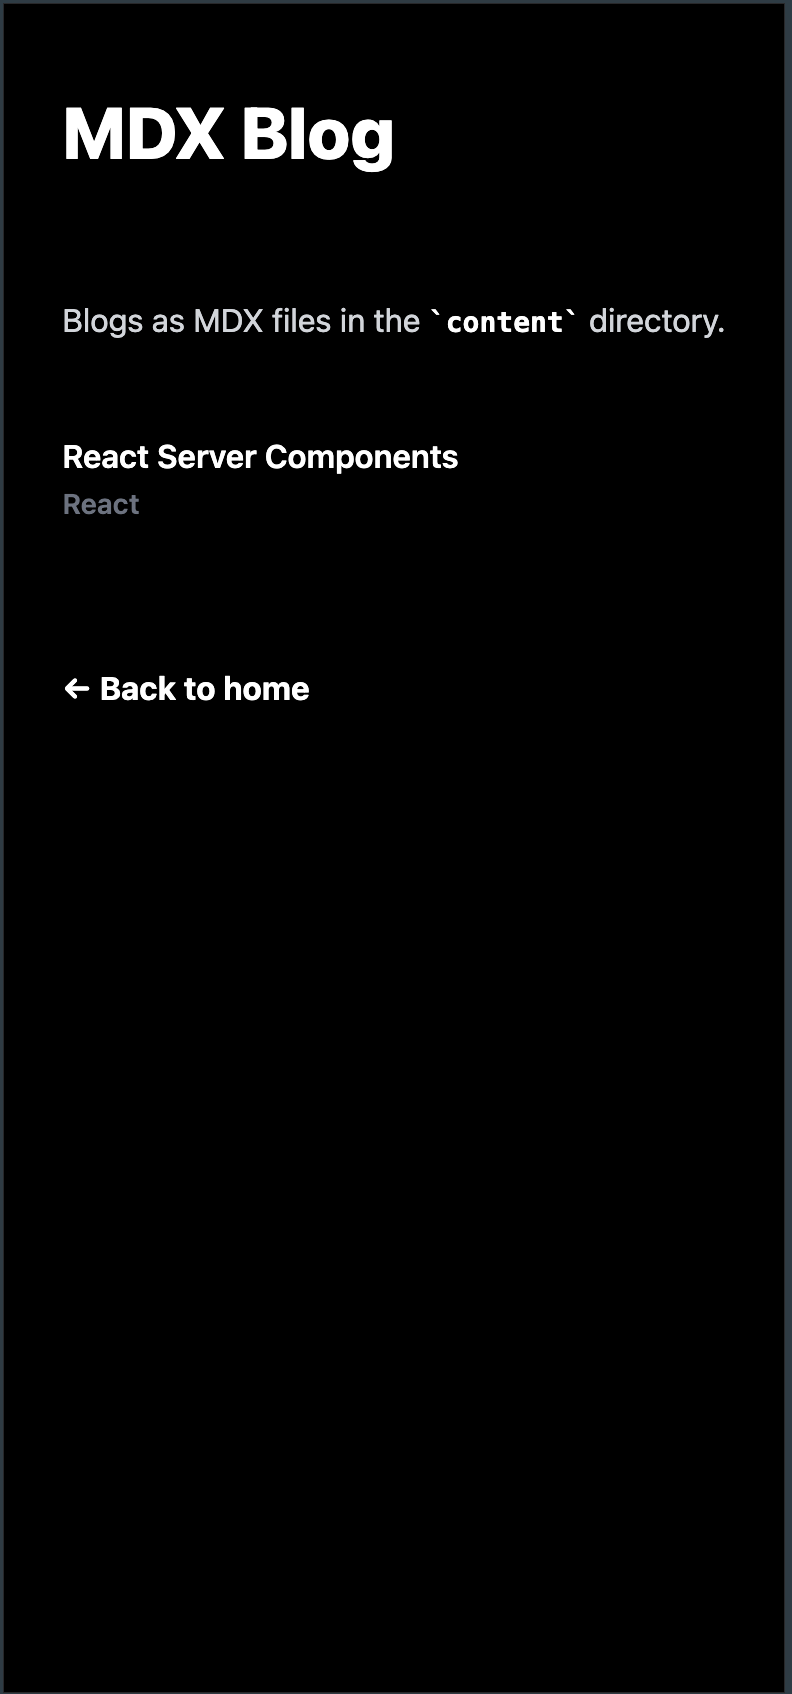 MDX Blog
Blogs as MDX files in the `content` directory.
React Server Components
React
← Back to home